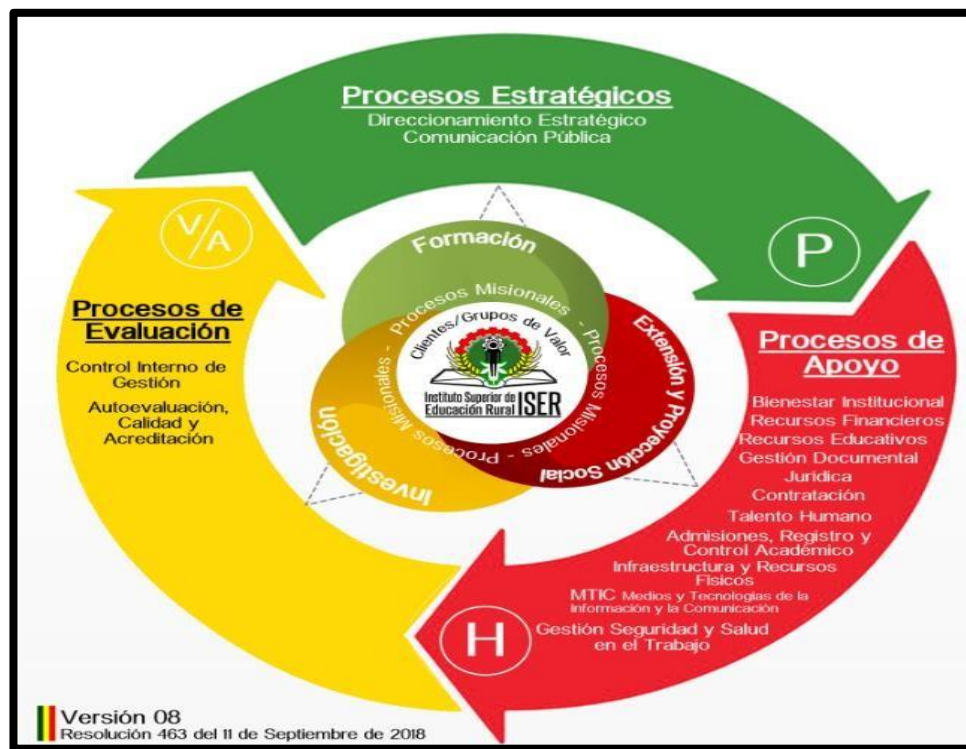 Procesos Estratégicos
Direccionamiento Estratégico
Comunicación Pública
P
Procesos de
Apoyo
Bienestar Institucional
Recursos Financieros
Recursos Educativos
Gestión Documental
Jurídica
Contratación
Talento Humano
Admisiones, Registro y
Control Académico
Infraestructura y Recursos
Físicos
MTIC Medios y Tecnologías de la
Información y la Comunicación
Gestión Seguridad y Salud
en el Trabajo
H
V/A
Procesos de
Evaluación
Control Interno de
Gestión
Autoevaluación,
Calidad y
Acreditación
Formación
Extensión y Proyección Social
Investigación
Procesos Misionales - Procesos Misionales - Procesos Misionales -
Clientes/Grupos de Valor
Instituto Superior de
Educación Rural ISER
Versión 08
Resolución 463 del 11 de Septiembre de 2018